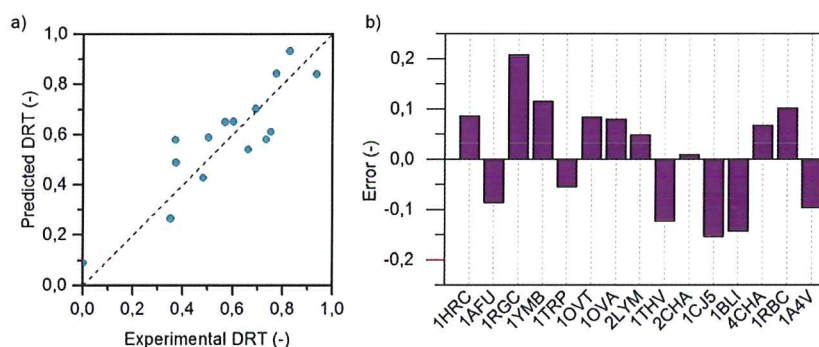 a)
1,0
0,8
0,6
0,4
0,2
0,0
0,0 0,2 0,4 0,6 0,8 1,0
Predicted DRT (-)
Experimental DRT (-)
b)
0,2
0,1
0,0
-0,1
-0,2
Error (-)
1HRC 1AFU 1RGC 1YMB 1TRP 1OVT 1OVA 2LYM 1THV 2CHA 1CJ5 1BLI 4CHA 1RBC 1A4V